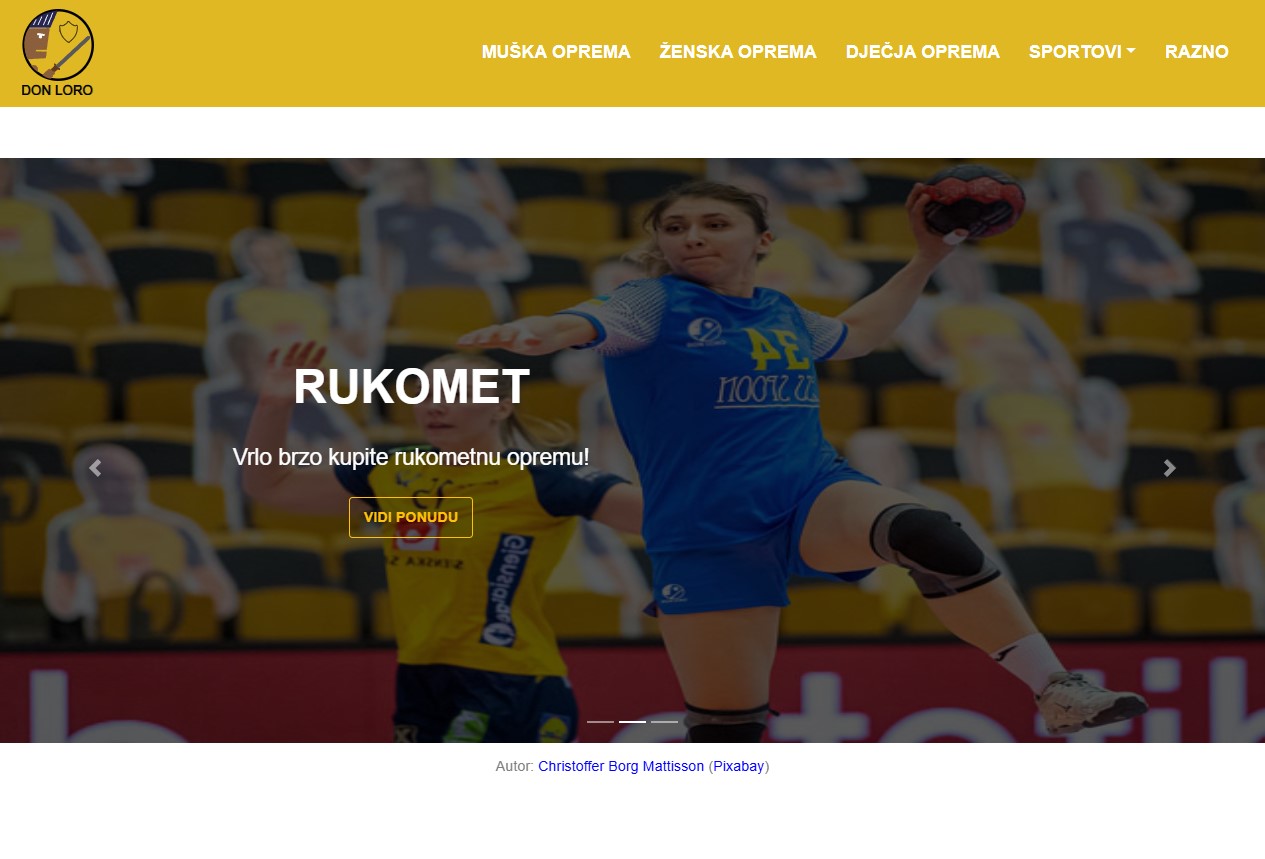 DON LORO
MUŠKA OPREMA ŽENSKA OPREMA DJEČJA OPREMA SPORTOVI RAZNO
34
RUKOMET
Vrlo brzo kupite rukometnu opremu!
VIDI PONUDU
Autor: Christoffer Borg Mattisson (Pixabay)